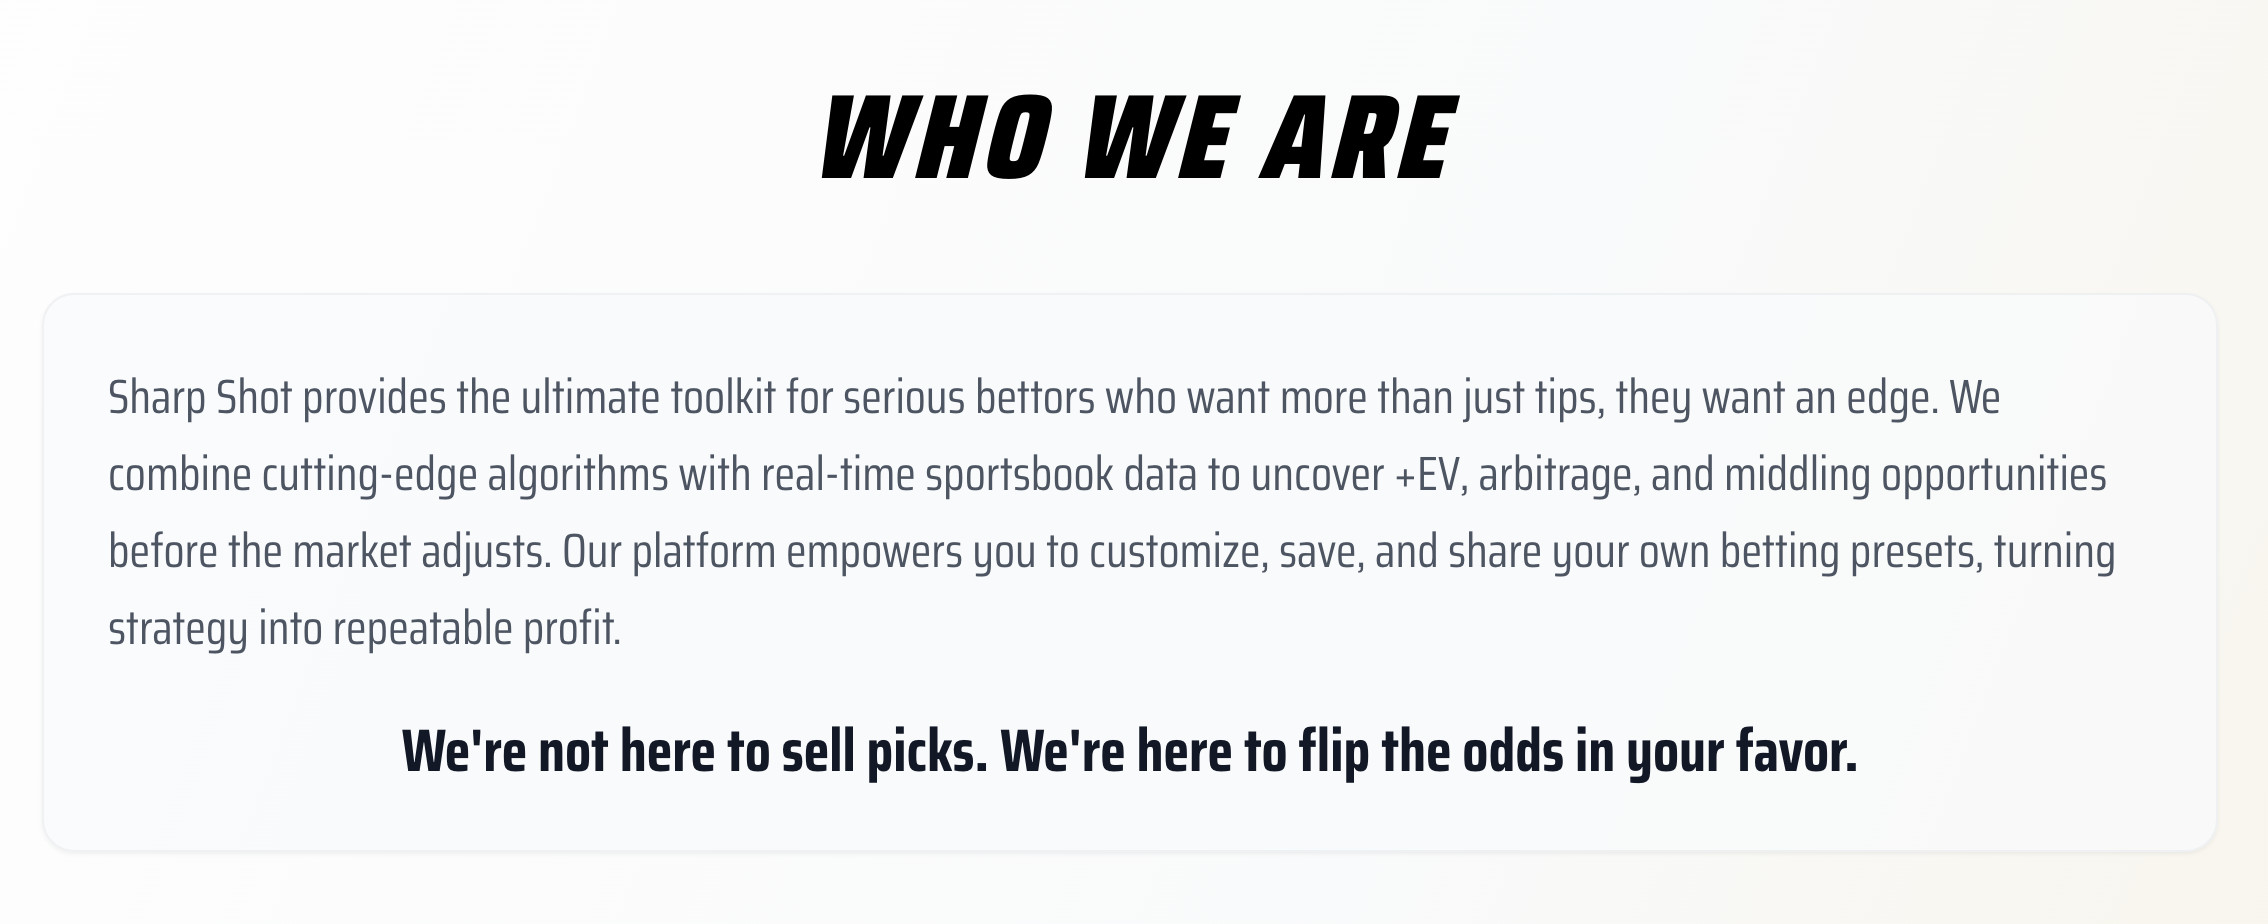 WHO WE ARE
Sharp Shot provides the ultimate toolkit for serious bettors who want more than just tips, they want an edge. We
combine cutting-edge algorithms with real-time sportsbook data to uncover +EV, arbitrage, and middling opportunities
before the market adjusts. Our platform empowers you to customize, save, and share your own betting presets, turning
strategy into repeatable profit.
We're not here to sell picks. We're here to flip the odds in your favor.